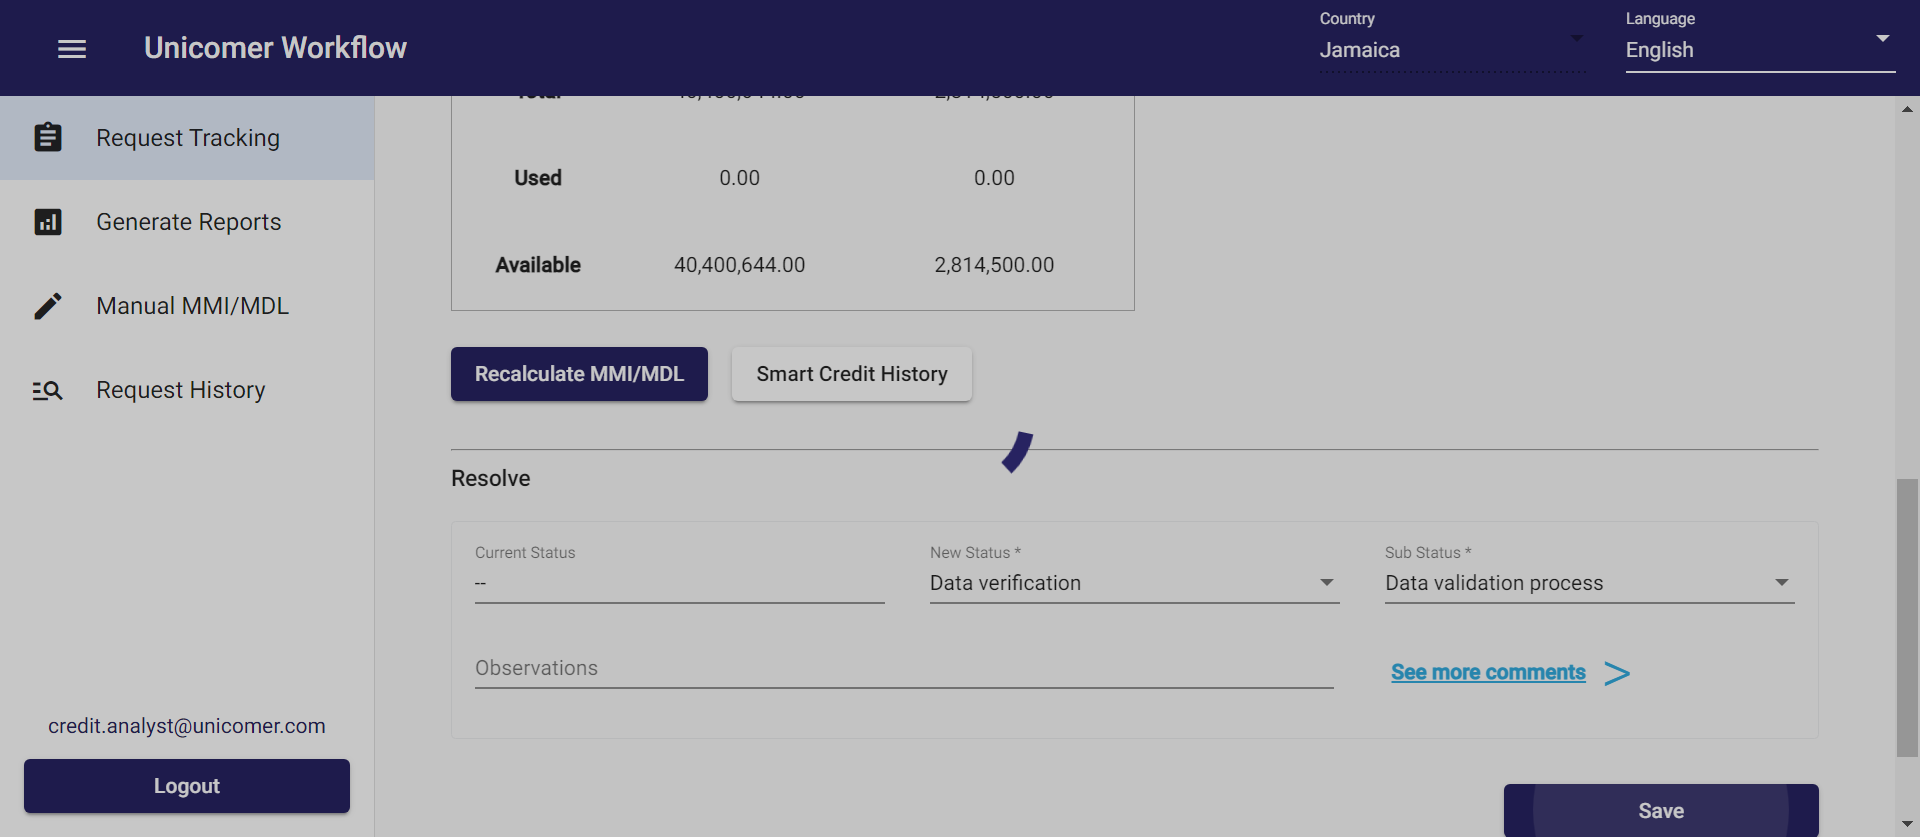 Unicomer Workflow
Country
Jamaica
Language
English
Request Tracking
Generate Reports
Manual MMI/MDL
Request History
credit.analyst@unicomer.com
Logout
Used 0.00 0.00
Available 40,400,644.00 2,814,500.00
Recalculate MMI/MDL
Smart Credit History
Resolve
Current Status
--
New Status *
Data verification
Sub Status *
Data validation process
Observations
See more comments >
Save